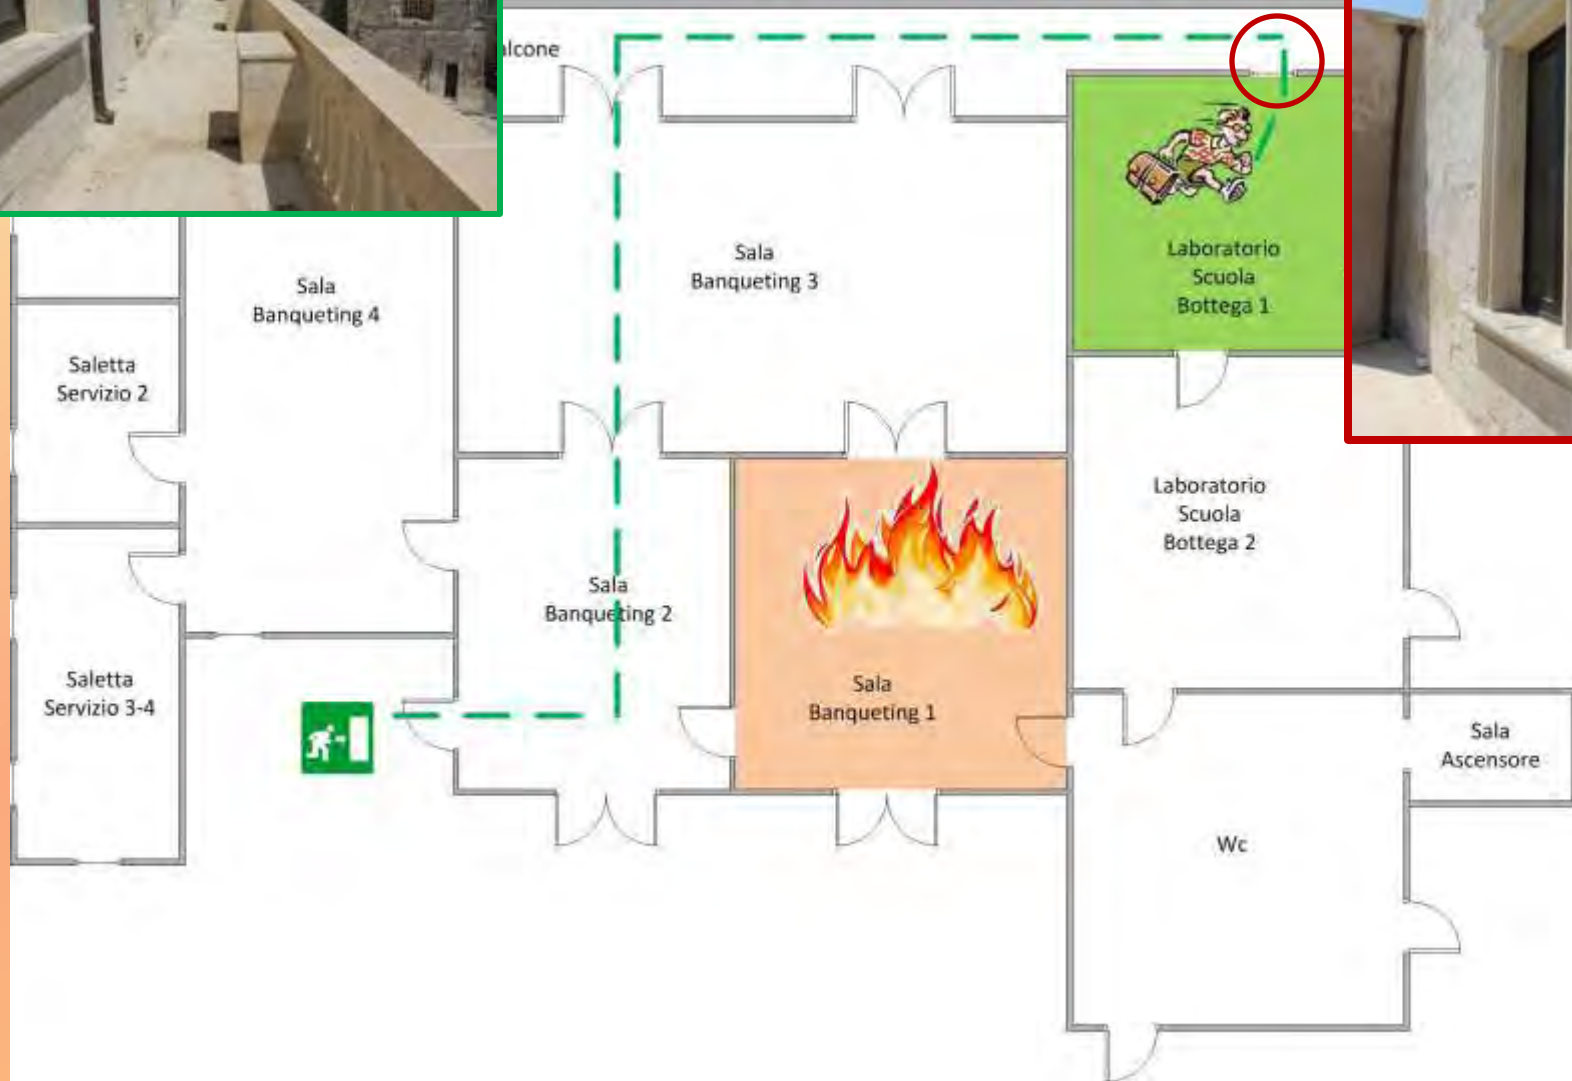 Sala
Banqueting 3
Laboratorio
Scuola
Bottega 1
Sala
Banqueting 4
Saletta
Servizio 2
Laboratorio
Scuola
Bottega 2
Sala
Banqueting 2
Saletta
Servizio 3-4
Sala
Banqueting 1
Sala
Ascensore
Wc